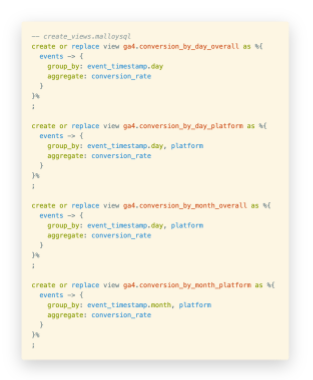 -- create_views.malloysql
create or replace view ga4.conversion_by_day_overall as %{
  events -> {
    group_by: event_timestamp.day
    aggregate: conversion_rate
  }
}%
;

create or replace view ga4.conversion_by_day_platform as %{
  events -> {
    group_by: event_timestamp.day, platform
    aggregate: conversion_rate
  }
}%
;

create or replace view ga4.conversion_by_month_overall as %{
  events -> {
    group_by: event_timestamp.day, platform
    aggregate: conversion_rate
  }
}%
;

create or replace view ga4.conversion_by_month_platform as %{
  events -> {
    group_by: event_timestamp.month, platform
    aggregate: conversion_rate
  }
}%
;